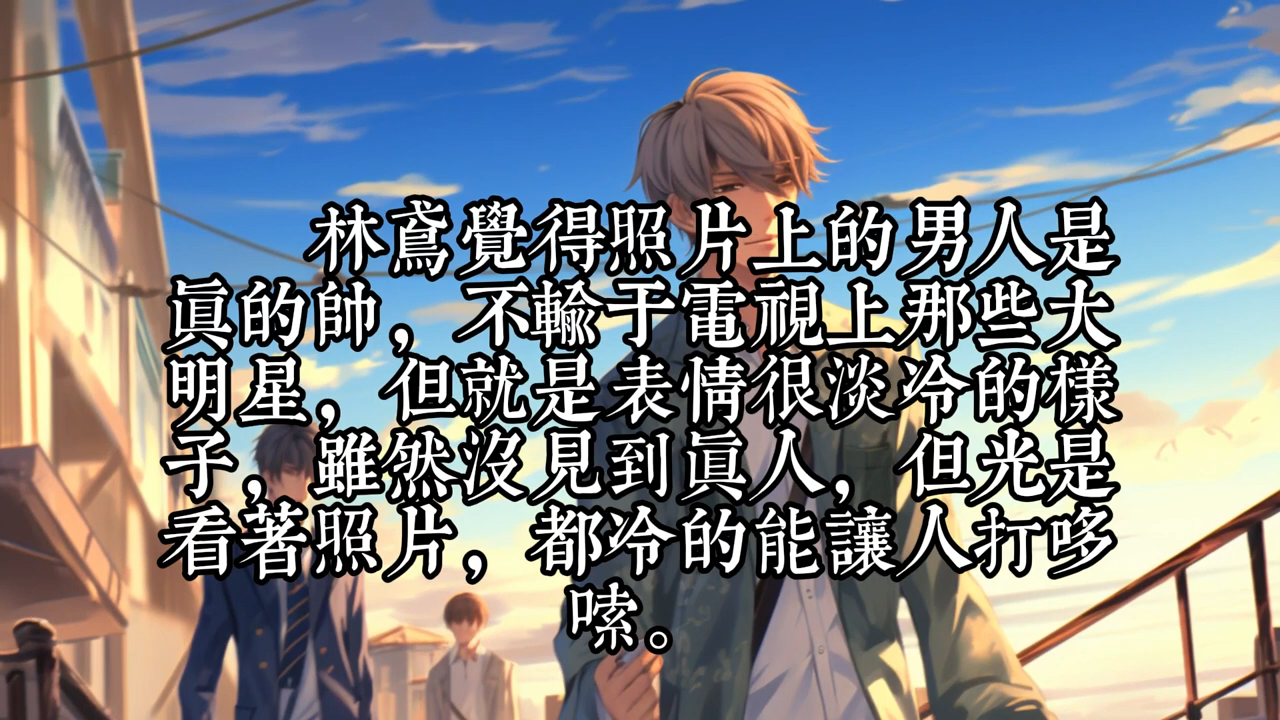 林鳶覺得照片上的男人是
眞的帥，不輸于電視上那些大
明星，但就是表情很淡冷的樣
子，雖然沒見到眞人，但光是
看著照片，都冷的能讓人打哆
嗦。